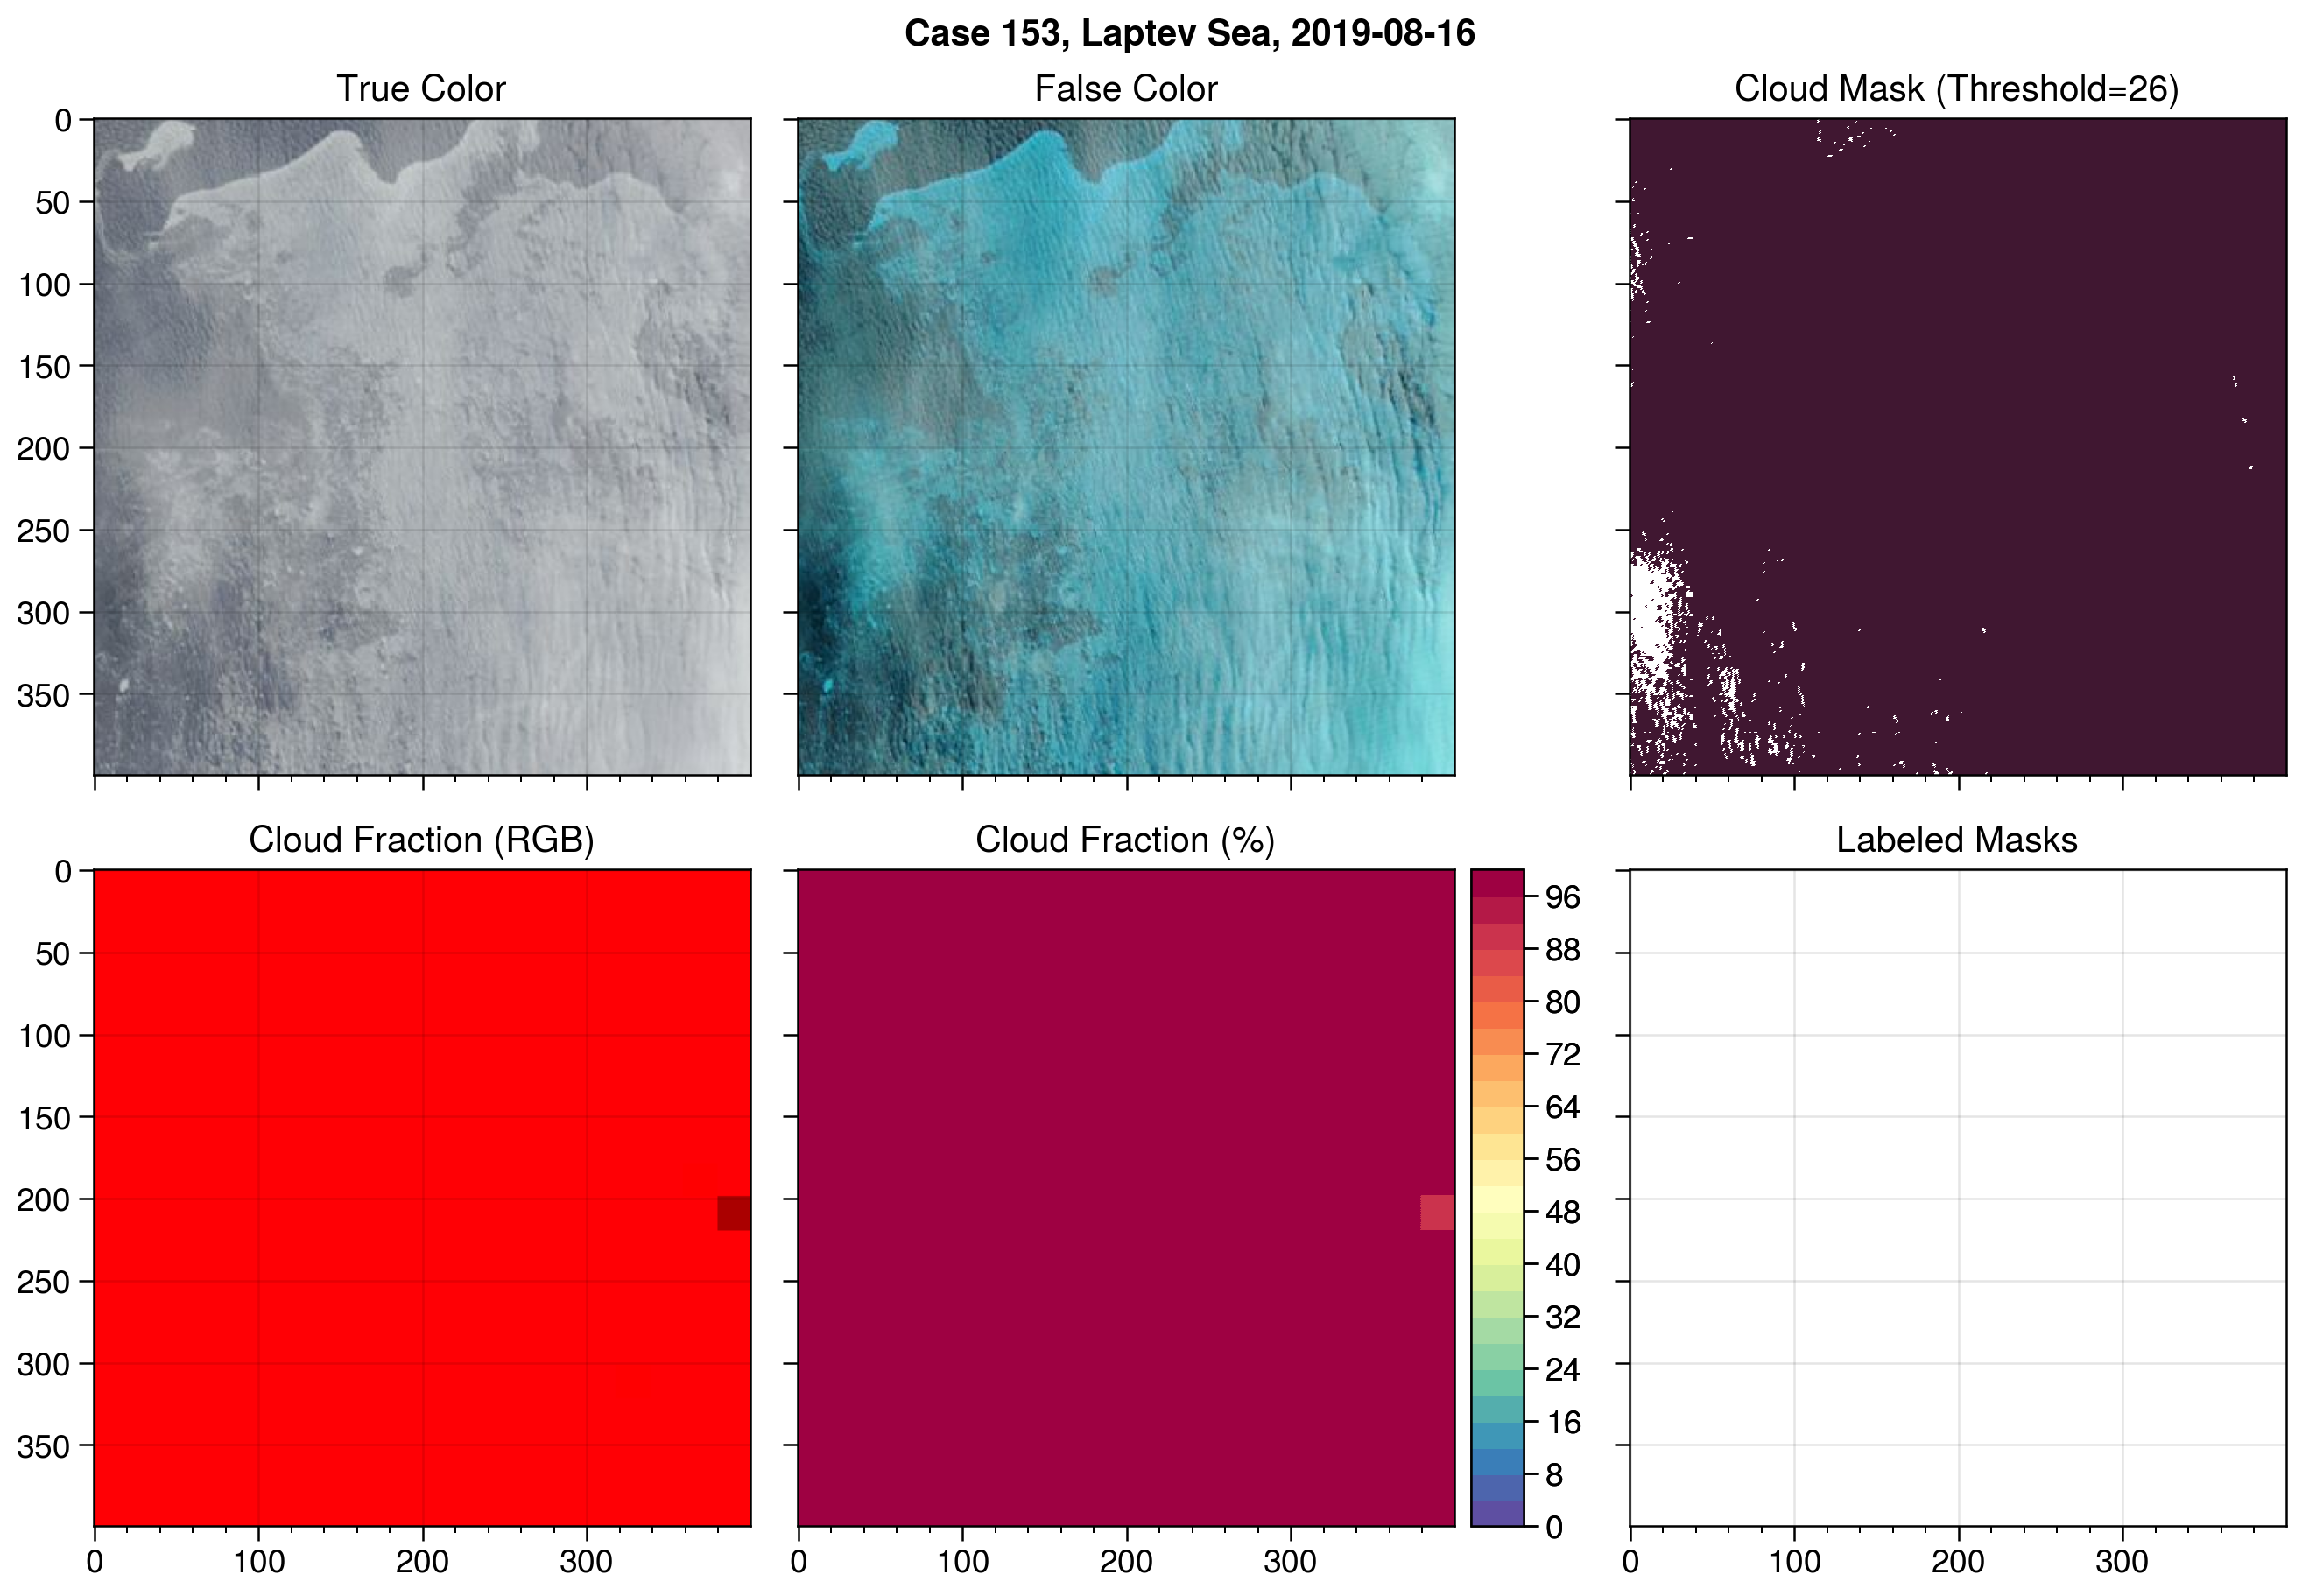 Case 153, Laptev Sea, 2019-08-16
True Color
False Color
Cloud Mask (Threshold=26)
0
50
100
150
200
250
300
350
Cloud Fraction (RGB)
Cloud Fraction (%)
Labeled Masks
0
50
100
150
200
250
300
350
96
88
80
72
64
56
48
40
32
24
16
8
0
0 100 200 300
0 100 200 300
0 100 200 300